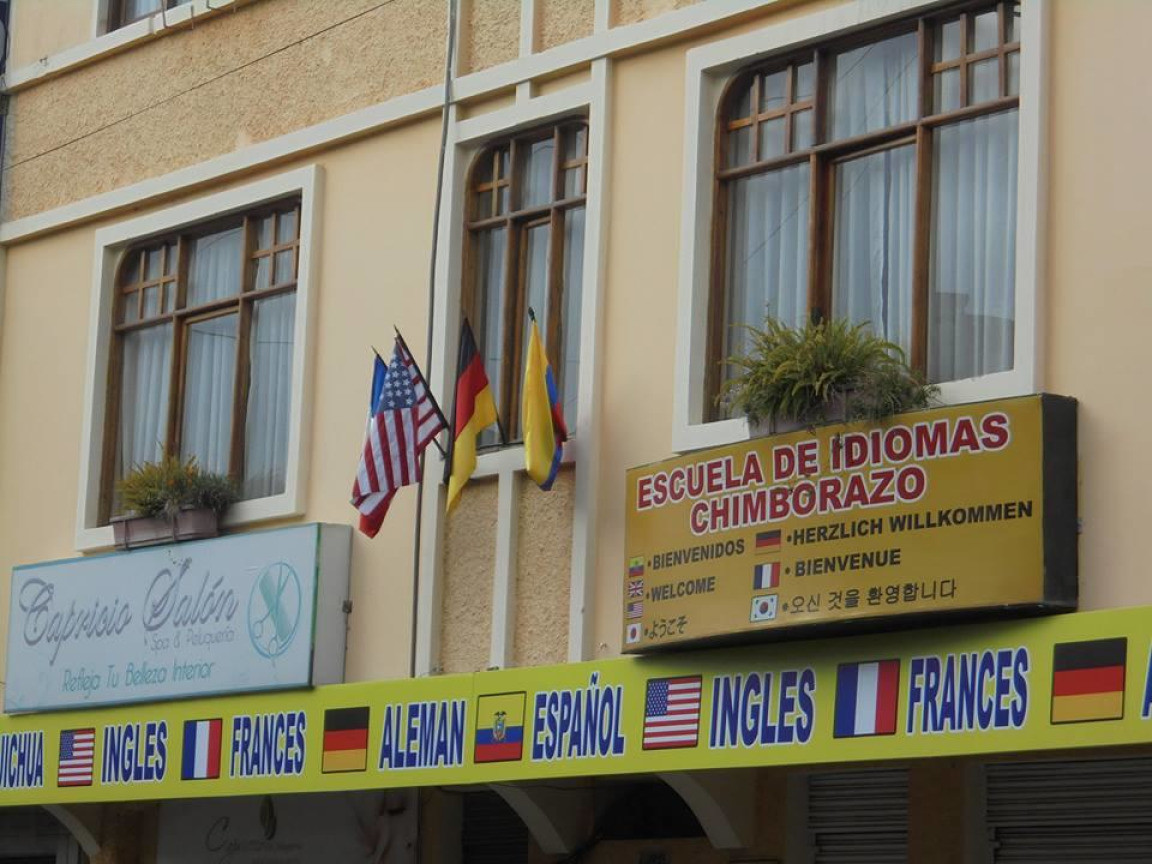 ESCUELA DE IDIOMAS
CHIMBORAZO
• BIENVENIDOS
• WELCOME
• ようこそ
• HERZLICH WILLKOMMEN
• BIENVENUE
• 오신 것을 환영합니다
Capricio Salón
Spa & Peluquería
Refleja Tu Belleza Interior
UICHUA INGLES FRANCES ALEMAN ESPAÑOL INGLES FRANCES A